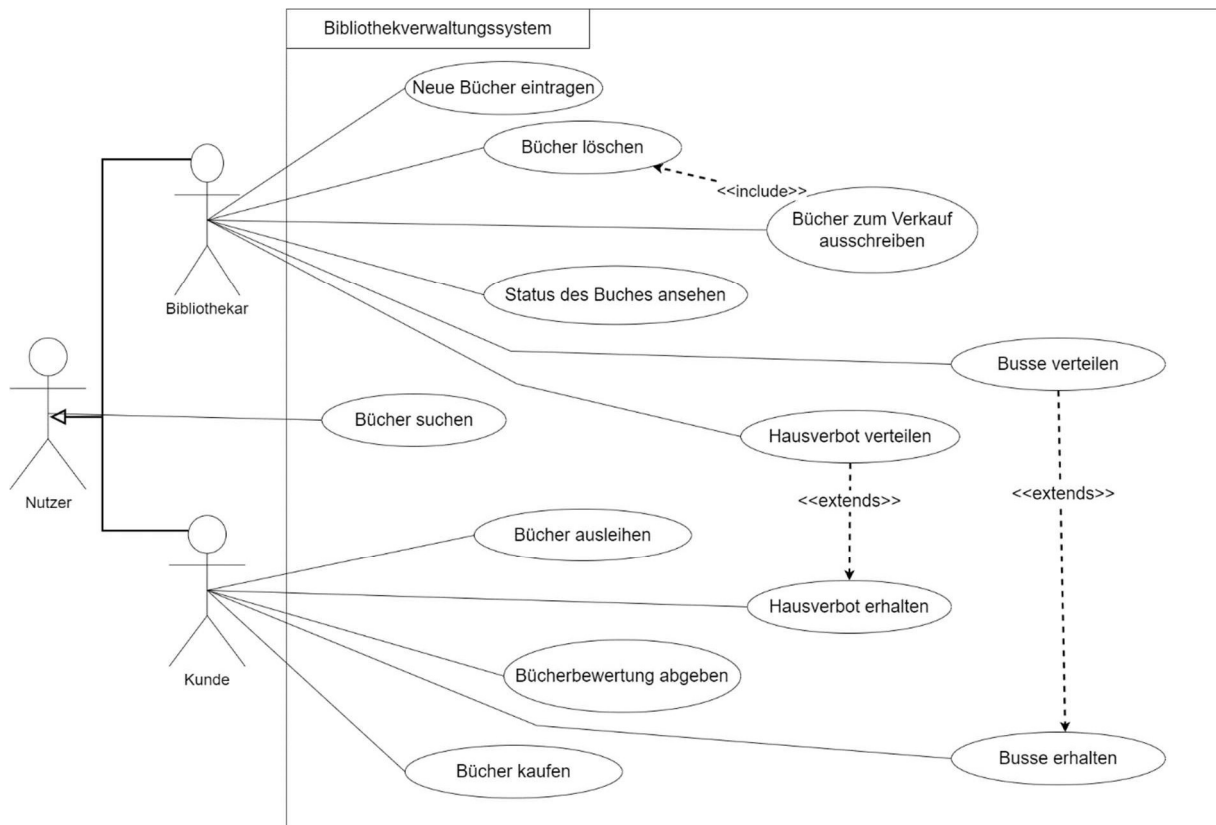 Bibliothekverwaltungssystem
Neue Bücher eintragen
Bücher löschen
<<include>>
Bücher zum Verkauf
ausschreiben
Bibliothekar
Status des Buches ansehen
Busse verteilen
Bücher suchen
Hausverbot verteilen
Nutzer
<<extends>>
<<extends>>
Bücher ausleihen
Hausverbot erhalten
Kunde
Bücherbewertung abgeben
Busse erhalten
Bücher kaufen